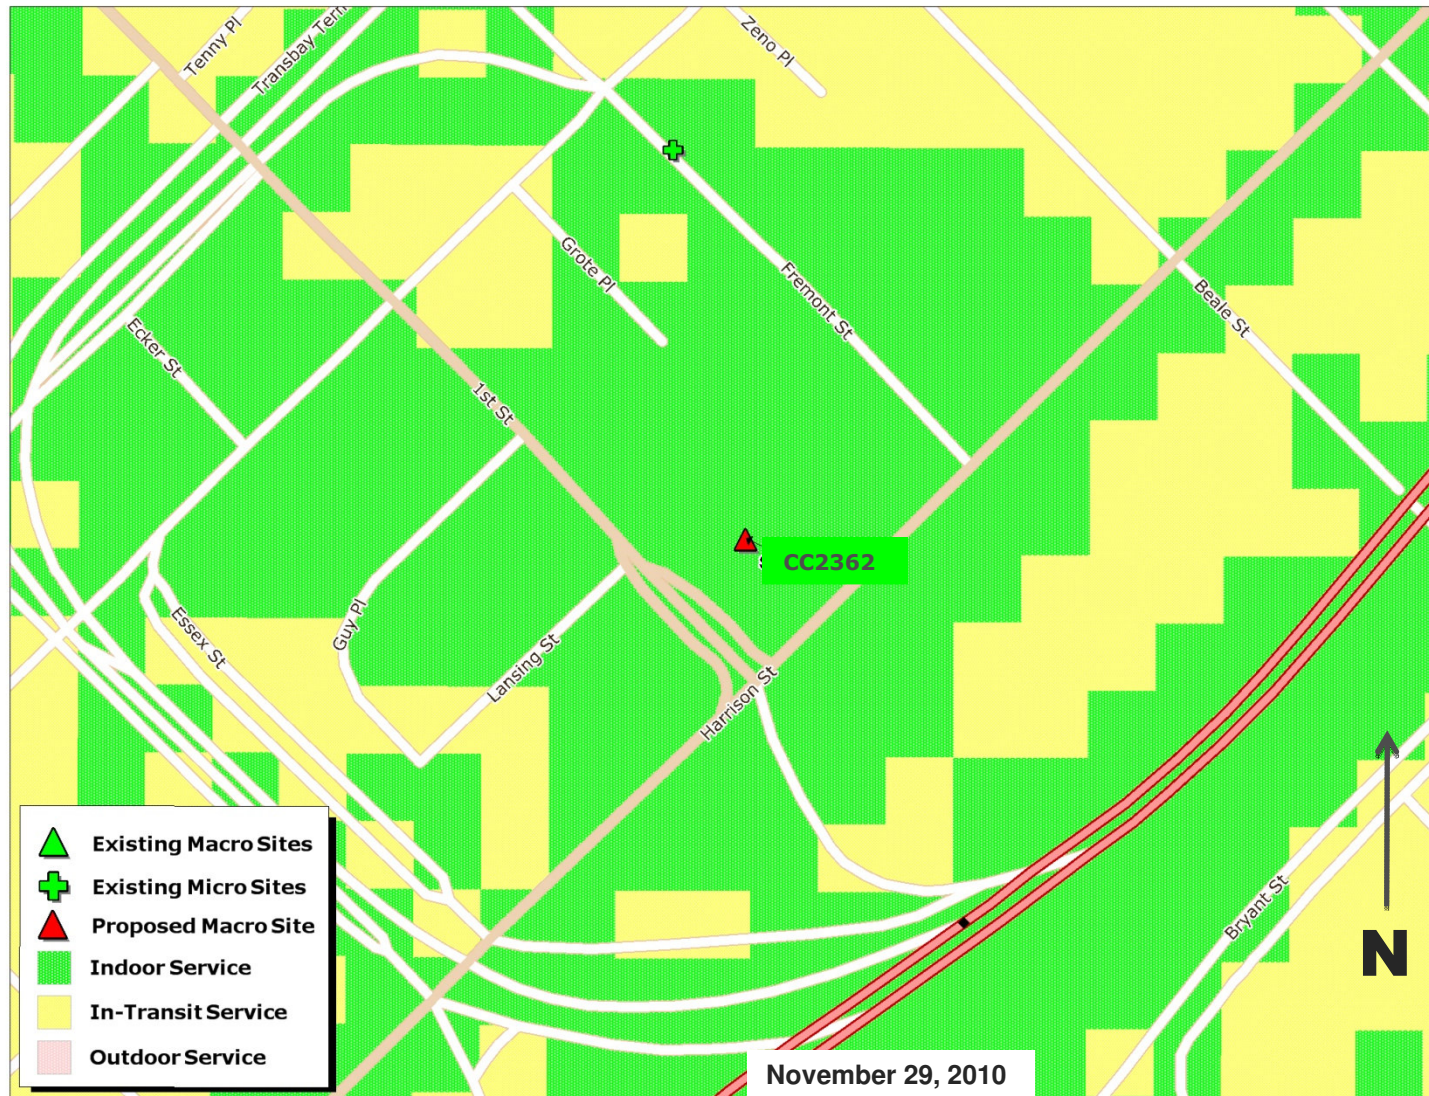 Tenny Pl
Transbay Term
Zeno Pl
Grote Pl
Fremont St
Beale St
Ecker St
1st St
CC2362
Guy Pl
Essex St
Lansing St
Harrison St
Bryant St
N
Existing Macro Sites
Existing Micro Sites
Proposed Macro Site
Indoor Service
In-Transit Service
Outdoor Service
November 29, 2010